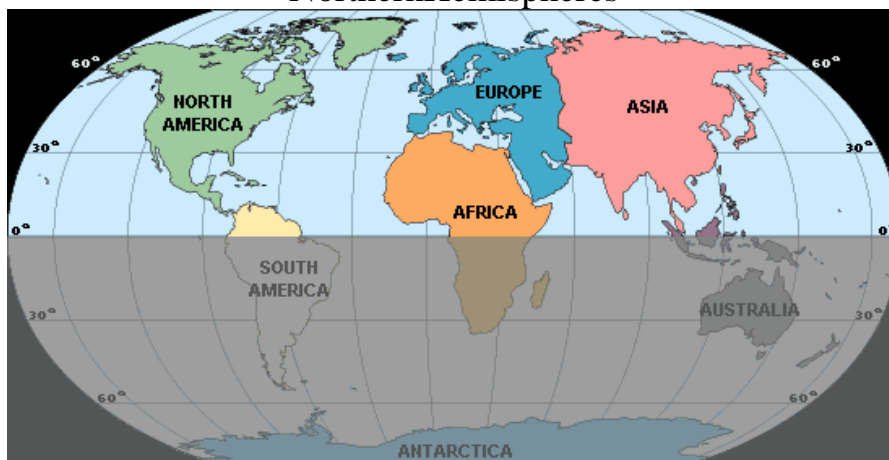 NorthernHemispheres
60° 60°
NORTH
AMERICA
EUROPE
ASIA
30° 30°
AFRICA
0° 0°
SOUTH
AMERICA
AUSTRALIA
30° 30°
60° 60°
ANTARCTICA